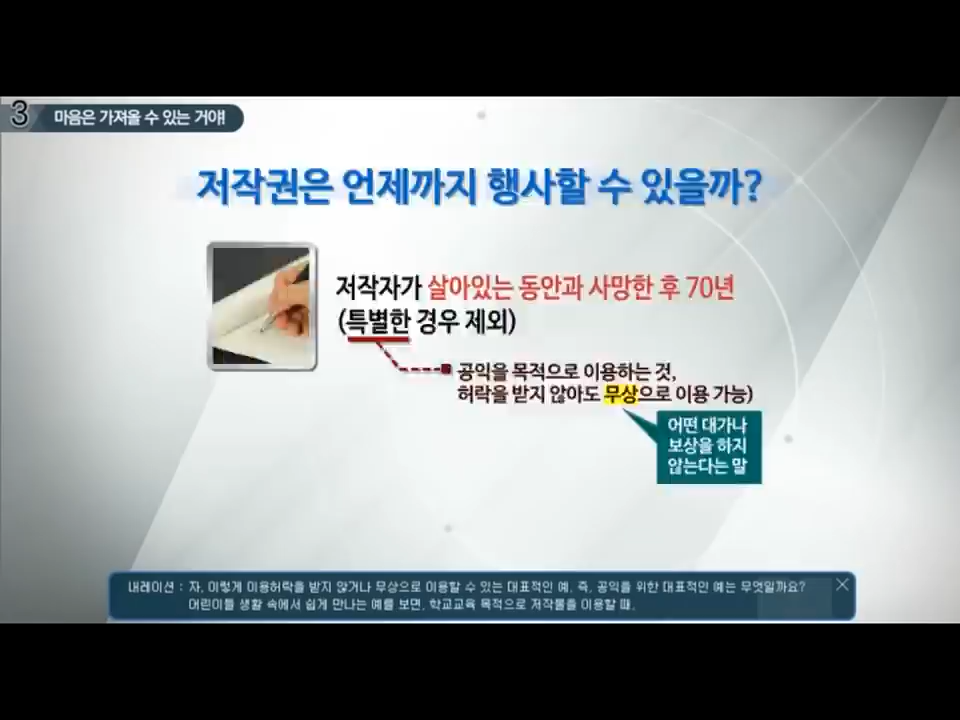 3 마음은 가져올 수 있는 거야!
저작권은 언제까지 행사할 수 있을까?
저작자가 살아있는 동안과 사망한 후 70년
(특별한 경우 제외)
공익을 목적으로 이용하는 것,
허락을 받지 않아도 무상으로 이용 가능)
어떤 대가나
보상을 하지
않는다는 말
내레이션 : 자, 이렇게 이용허락을 받지 않거나 무상으로 이용할 수 있는 대표적인 예, 즉, 공익을 위한 대표적인 예는 무엇일까요?
어린이들 생활 속에서 쉽게 만나는 예를 보면, 학교교육 목적으로 저작물을 이용할 때,